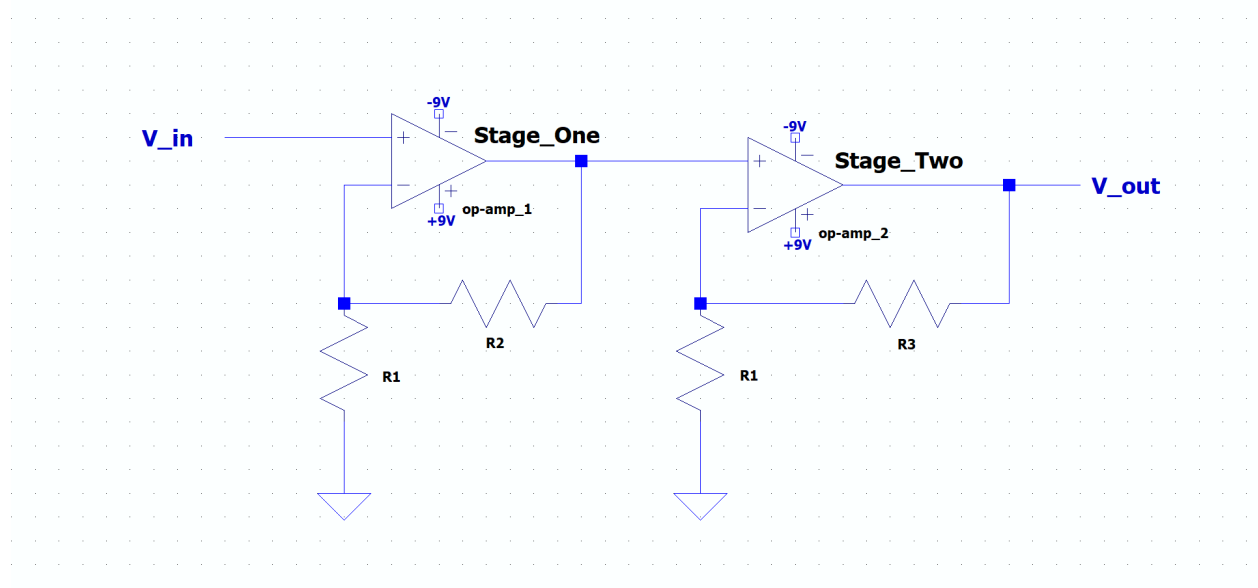 -9V
V_in
Stage_One
+9V
op-amp_1
R2
R1
-9V
Stage_Two
V_out
+9V
op-amp_2
R3
R1